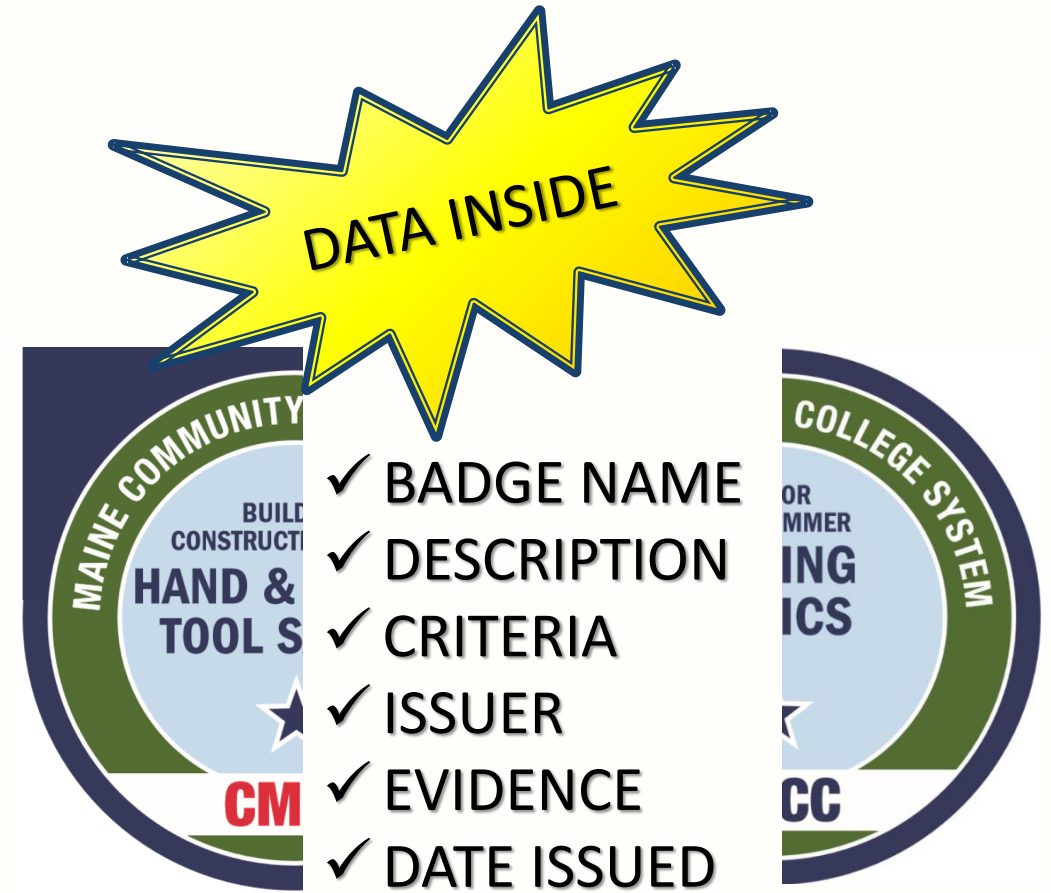 DATA INSIDE
MAINE COMMUNITY
BUILD
CONSTRUCTI
HAND &
TOOL S
CM
✓ BADGE NAME
✓ DESCRIPTION
✓ CRITERIA
✓ ISSUER
✓ EVIDENCE
✓ DATE ISSUED
COLLEGE SYSTEM
OR
MMER
ING
ICS
CC